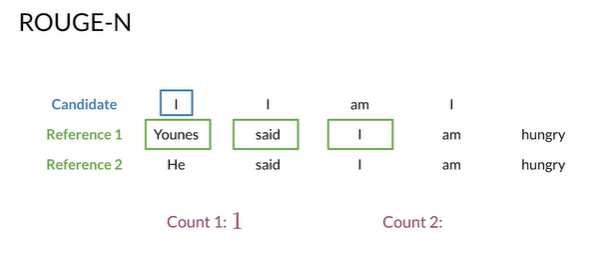 ROUGE-N
Candidate I I am I
Reference 1 Younes said I am hungry
Reference 2 He said I am hungry
Count 1: 1 Count 2: